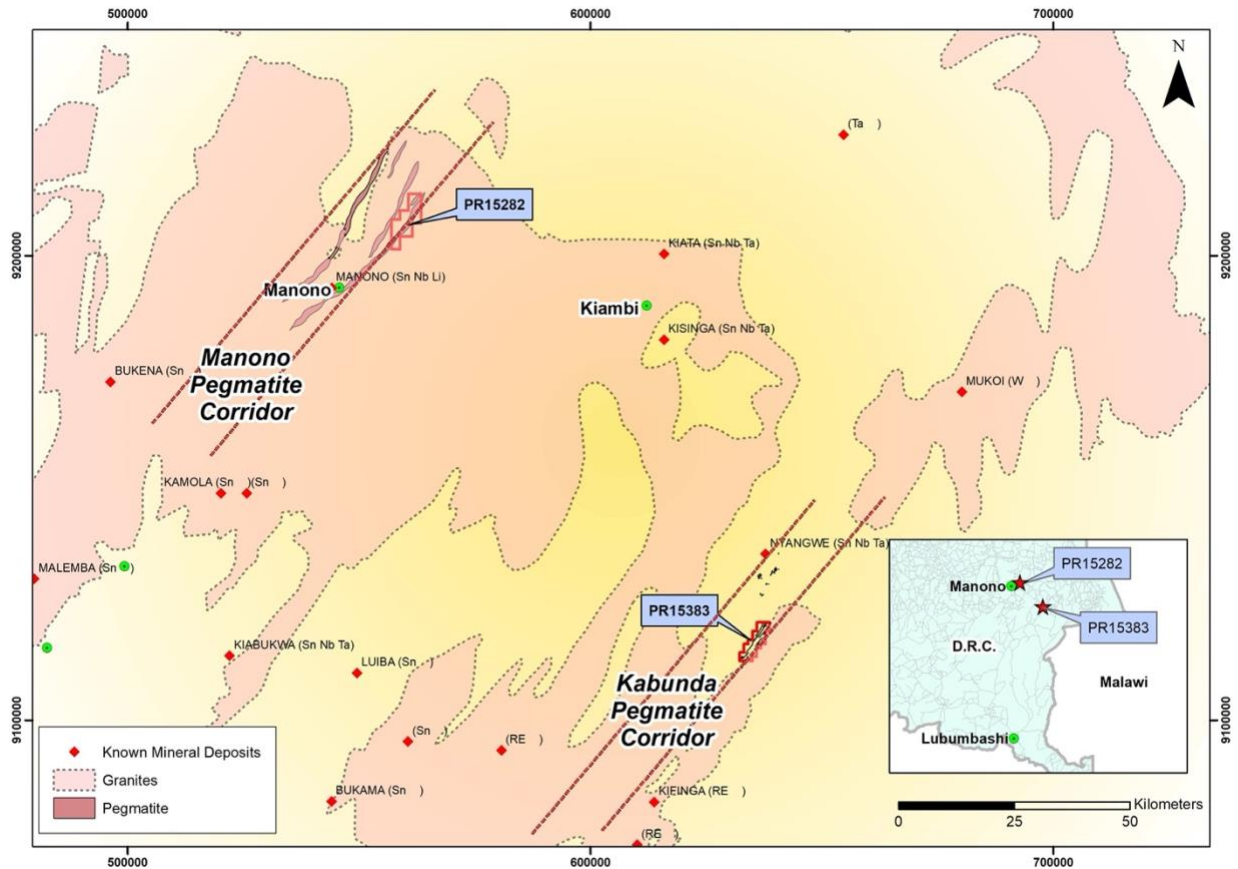 500000
600000
700000
N
(Ta )
PR15282
9200000
9200000
KIATA (Sn Nb Ta)
MANONO (Sn Nb Li)
Manono
Kiambi
KISINGA (Sn Nb Ta)
Manono
Pegmatite
Corridor
BUKENA (Sn
MUKOI (W )
KAMOLA (Sn )
(Sn )
NYANGWE (Sn Nb Ta)
MALEMBA (Sn )
PR15383
KIABUKWA (Sn Nb Ta)
LUIBA (Sn )
Kabunda
Pegmatite
Corridor
(Sn )
(RE )
BUKAMA (Sn )
(RE )
9100000
9100000
Known Mineral Deposits
Granites
Pegmatite
PR15282
Manono
PR15383
D.R.C.
Malawi
Lubumbashi
Kilometers
0
25
50
500000
600000
700000